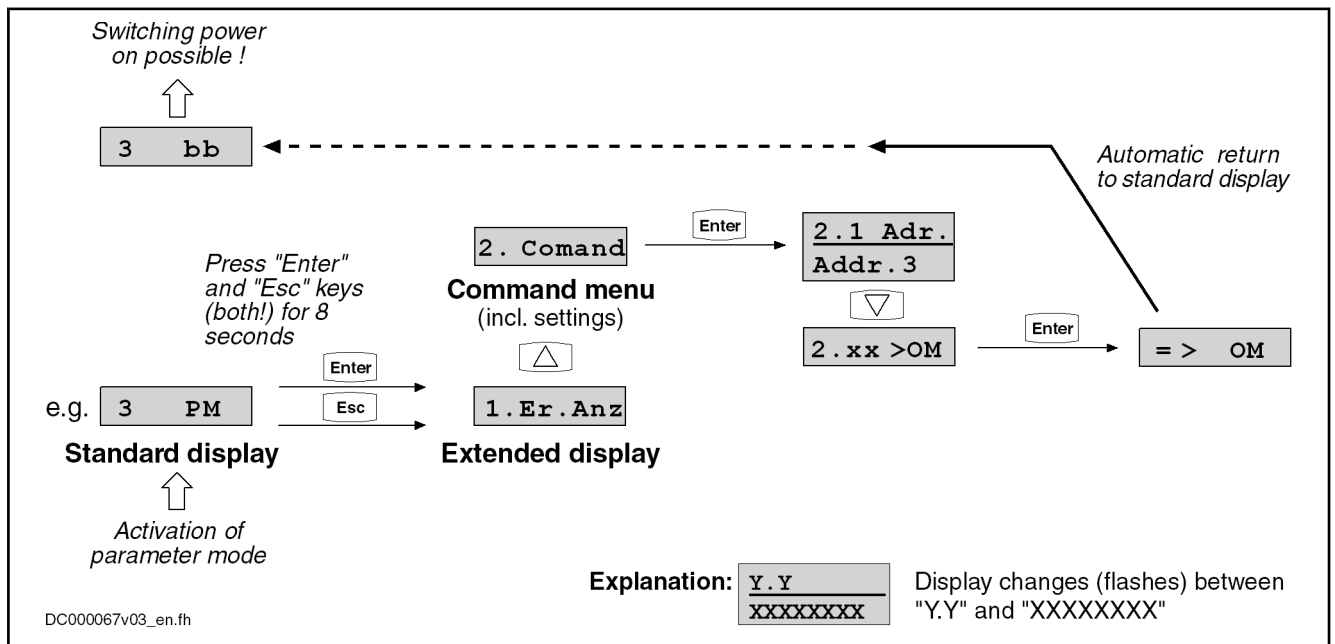 Switching power
on possible !
3 bb
Automatic return
to standard display
Press "Enter"
and "Esc" keys
(both!) for 8
seconds
2. Comand
Enter
2.1 Adr.
Addr.3
Command menu
(incl. settings)
2.xx >OM
Enter
=> OM
e.g.
3 PM
Enter
Esc
1.Er.Anz
Standard display
Extended display
Activation of
parameter mode
Explanation:
Y.Y
XXXXXXXX
Display changes (flashes) between
"Y.Y" and "XXXXXXXX"
DC000067v03_en.fh